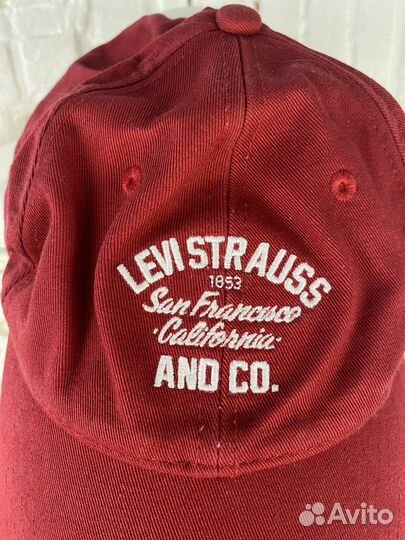 LEVI STRAUSS
1853
San Francisco
·California·
AND CO.
Avito